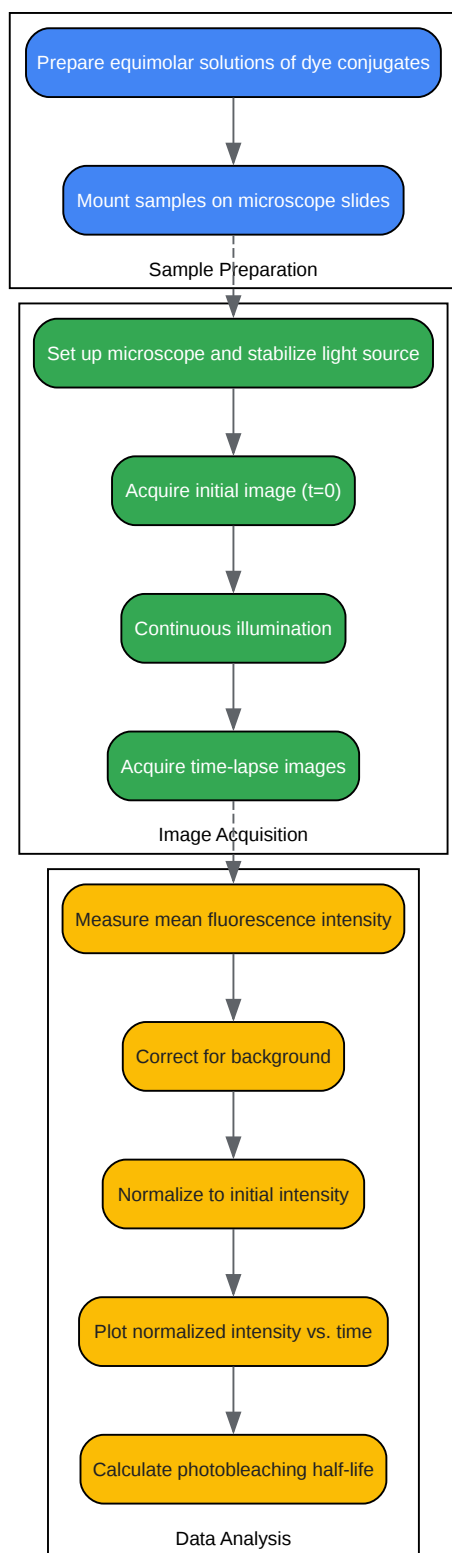 Prepare equimolar solutions of dye conjugates
Mount samples on microscope slides
Sample Preparation
Set up microscope and stabilize light source
Acquire initial image (t=0)
Continuous illumination
Acquire time-lapse images
Image Acquisition
Measure mean fluorescence intensity
Correct for background
Normalize to initial intensity
Plot normalized intensity vs. time
Calculate photobleaching half-life
Data Analysis